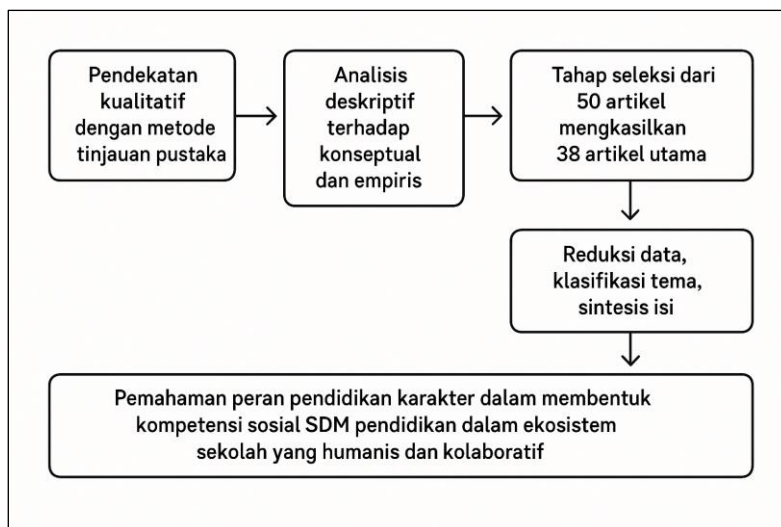 Pendekatan
kualitatif
dengan metode
tinjauan pustaka
Analisis
deskriptif
terhadap
konseptual
dan empiris
Tahap seleksi dari
50 artikel
mengkasilkan
38 artikel utama
Reduksi data,
klasifikasi tema,
sintesis isi
Pemahaman peran pendidikan karakter dalam membentuk
kompetensi sosial SDM pendidikan dalam ekosistem
sekolah yang humanis dan kolaboratif